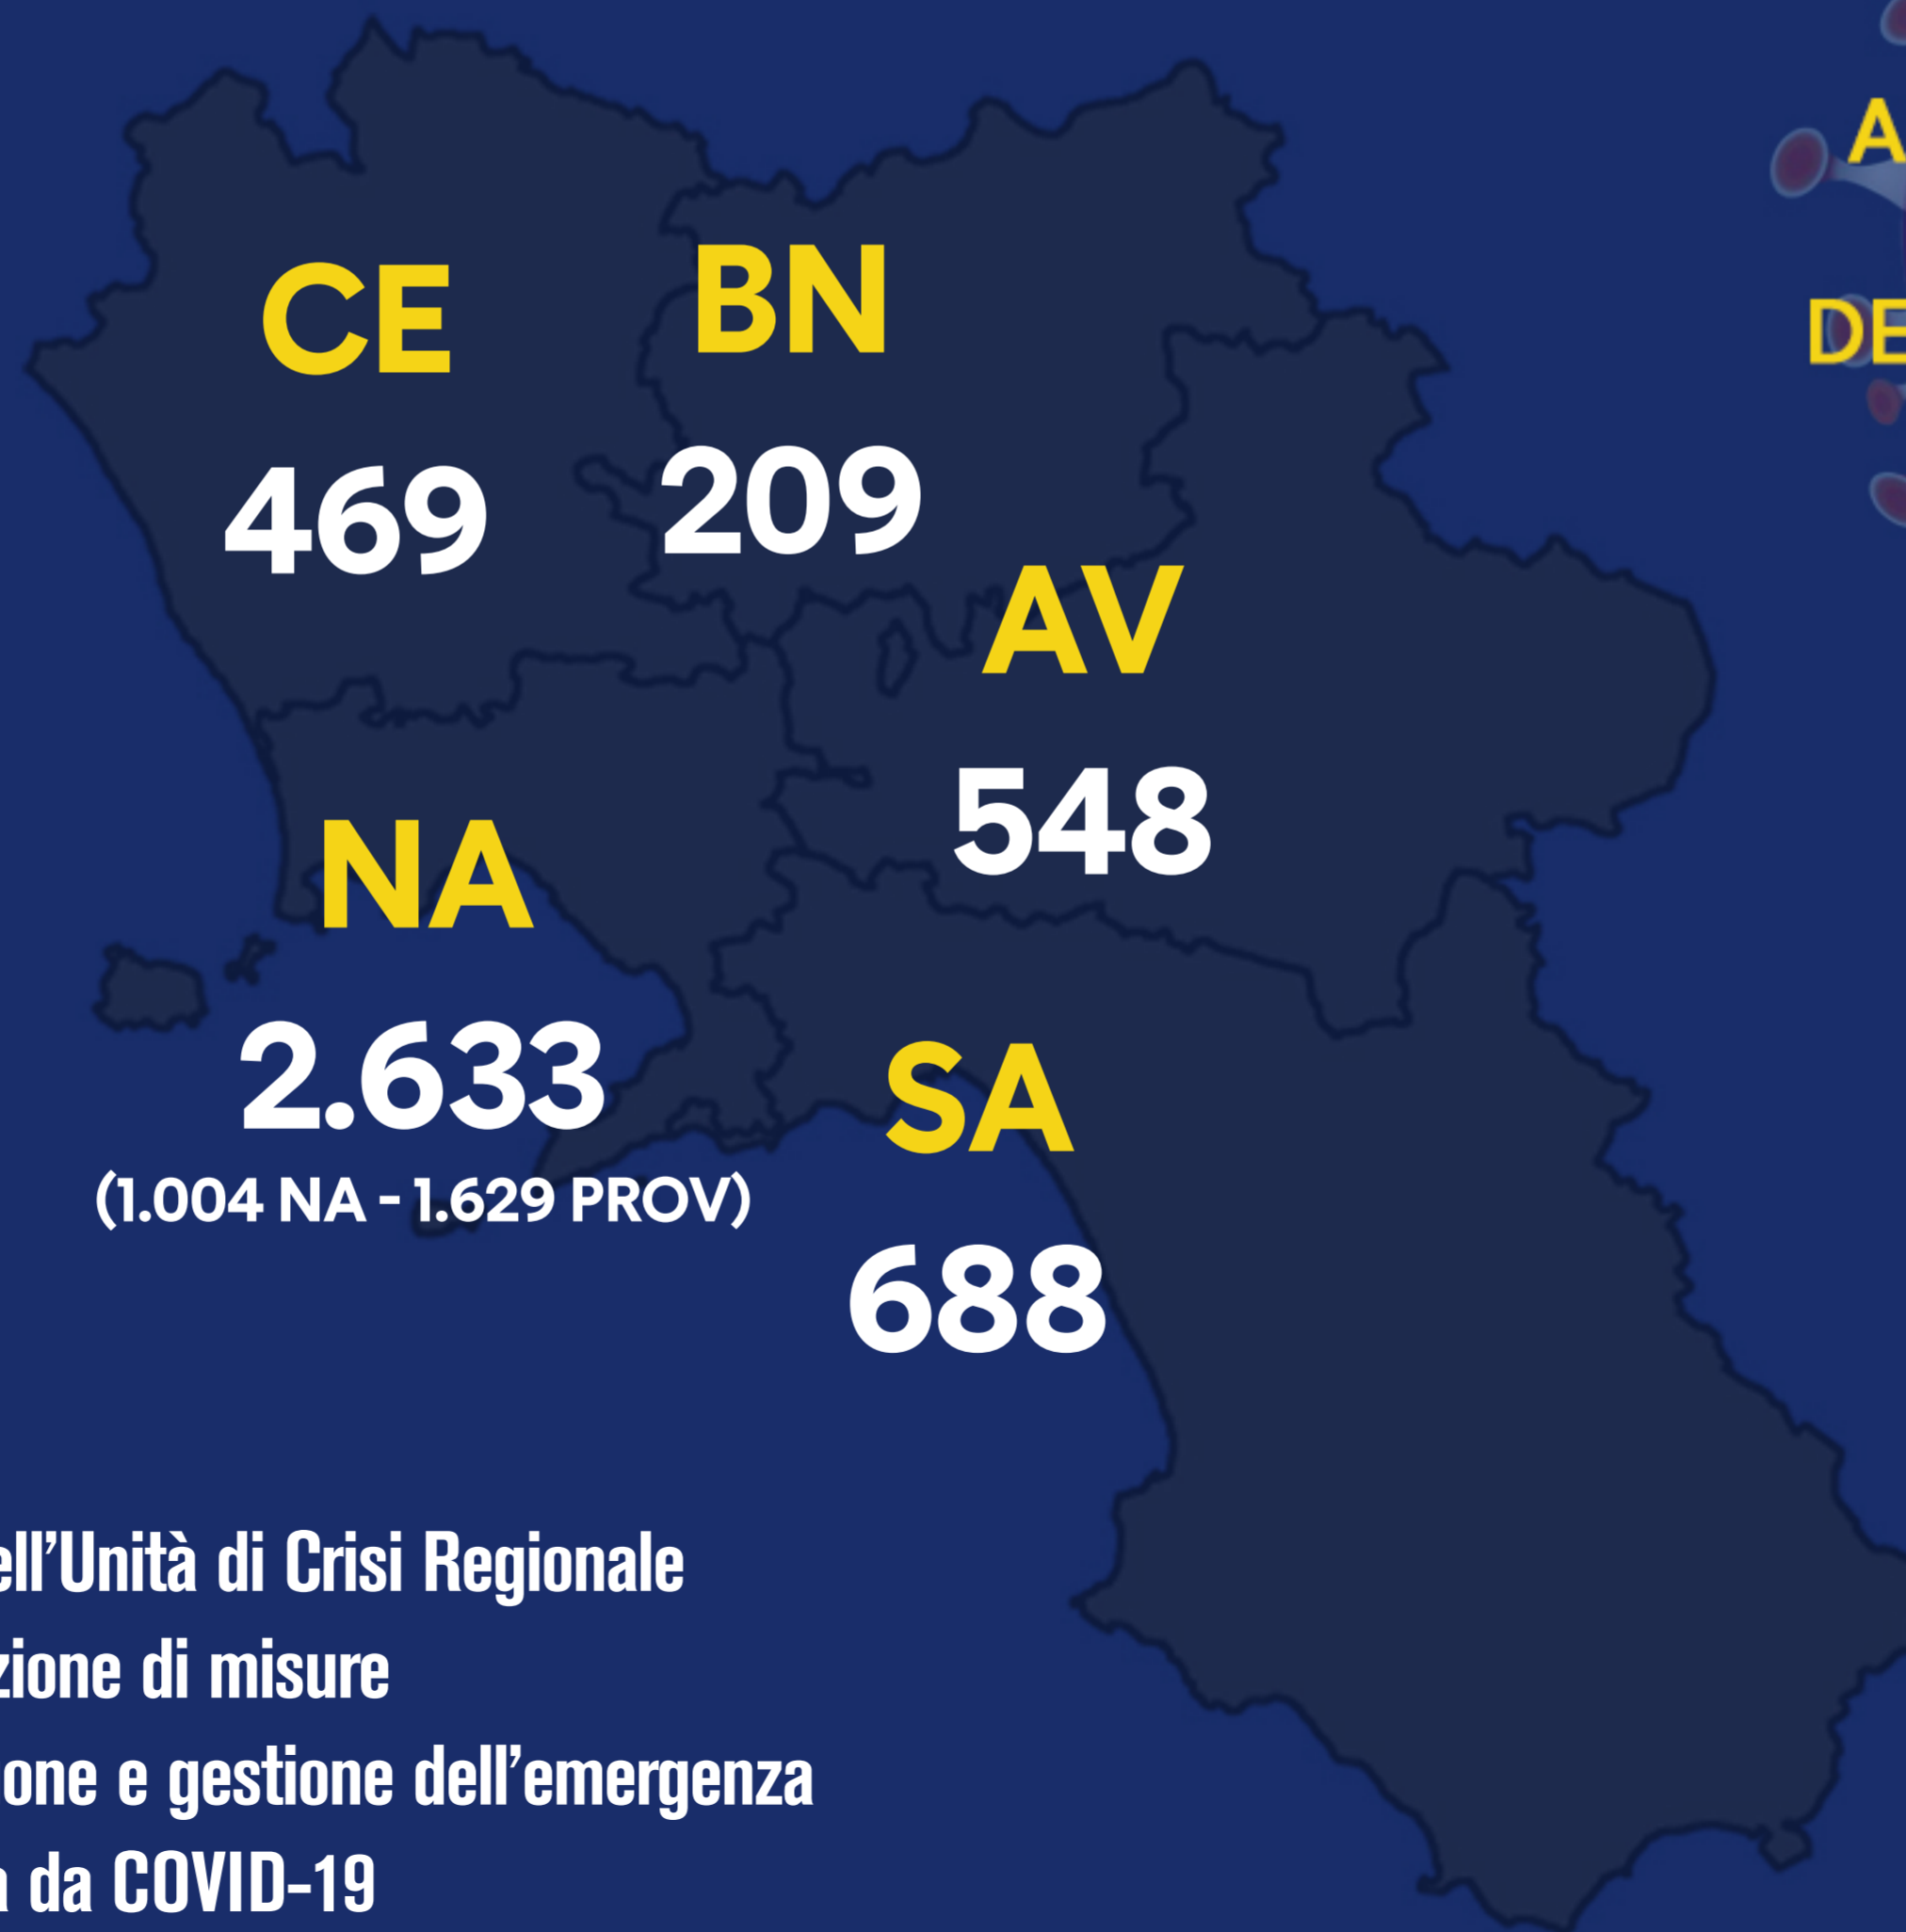 CE
469
BN
209
AV
548
NA
2.633
(1.004 NA - 1.629 PROV)
SA
688
A
DE
ell’Unità di Crisi Regionale
zione di misure
one e gestione dell’emergenza
a da COVID-19